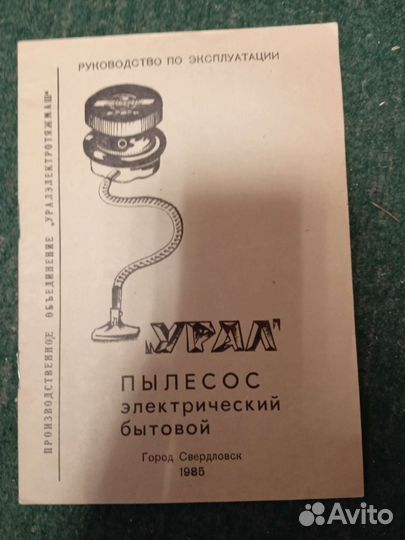 РУКОВОДСТВО ПО ЭКСПЛУАТАЦИИ
ПРОИЗВОДСТВЕННОЕ ОБЪЕДИНЕНИЕ „УРАЛЭЛЕКТРОТЯЖМАШ"
„УРАЛ"
ПЫЛЕСОС
электрический
бытовой
Город Свердловск
1985
Avito